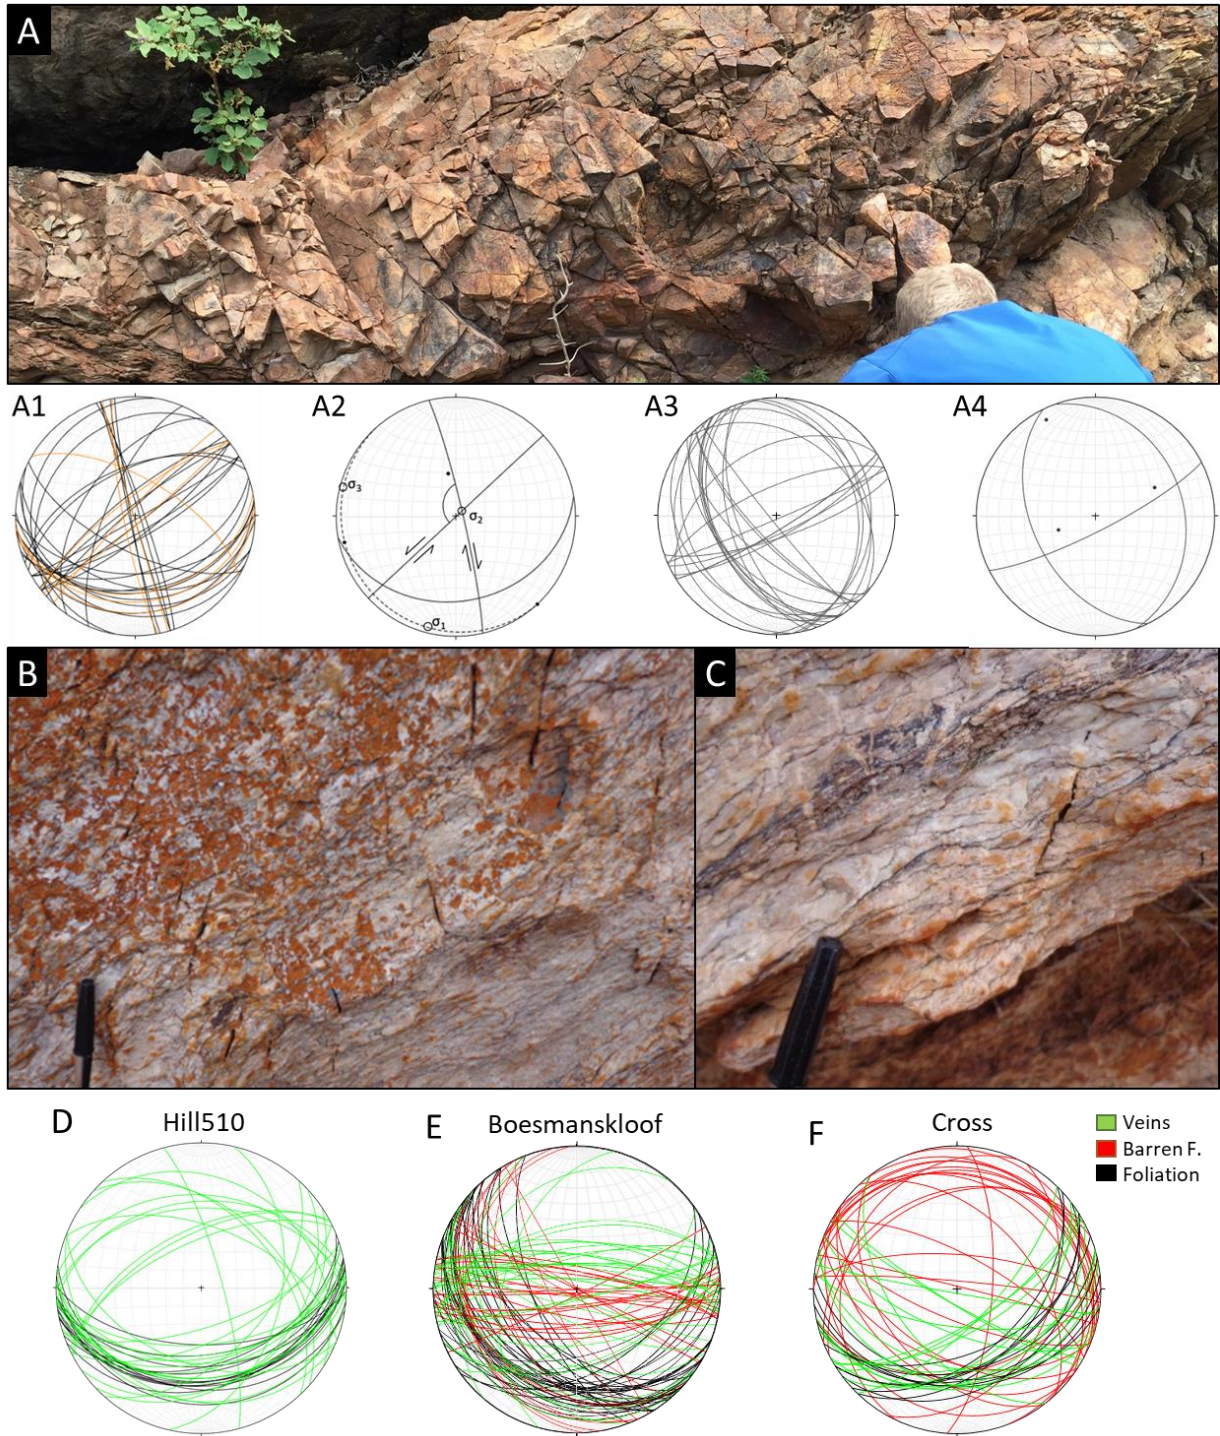 A
A1
A2
A3
A4
σ3
σ2
σ1
B
C
D
Hill510
E
Boesmanskloof
F
Cross
Veins
Barren F.
Foliation